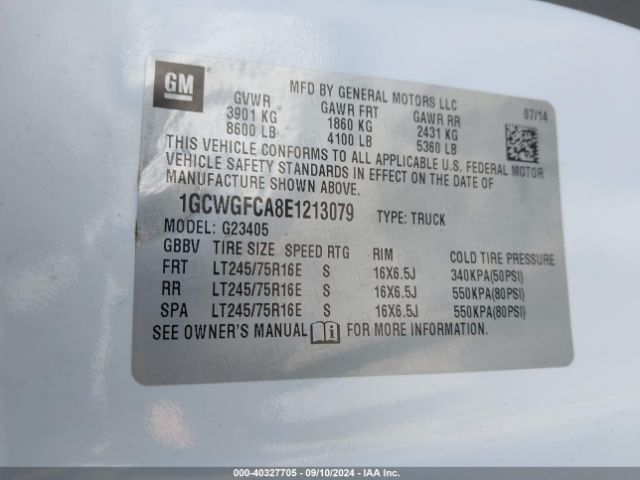 GM
MFD BY GENERAL MOTORS LLC
GVWR GAWR FRT GAWR RR 07/14
3901 KG 1860 KG 2431 KG
8600 LB 4100 LB 5360 LB
THIS VEHICLE CONFORMS TO ALL APPLICABLE U.S. FEDERAL MOTOR
VEHICLE SAFETY STANDARDS IN EFFECT ON THE DATE OF
MANUFACTURE SHOWN ABOVE.
1GCWGFCA8E1213079 TYPE: TRUCK
MODEL: G23405
GBBV TIRE SIZE SPEED RTG RIM COLD TIRE PRESSURE
FRT LT245/75R16E S 16X6.5J 340KPA(50PSI)
RR LT245/75R16E S 16X6.5J 550KPA(80PSI)
SPA LT245/75R16E S 16X6.5J 550KPA(80PSI)
SEE OWNER'S MANUAL FOR MORE INFORMATION.
000-40327705 - 09/10/2024 - IAA Inc.